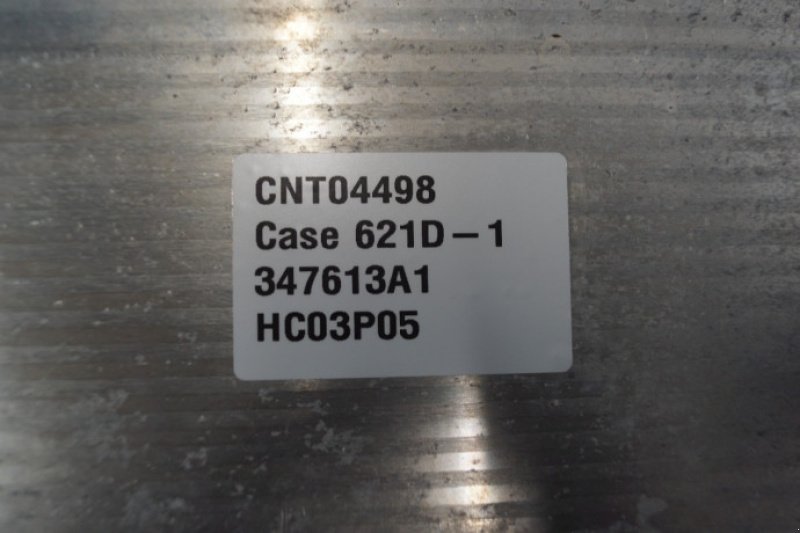 CNT04498
Case 621D – 1
347613A1
HC03P05